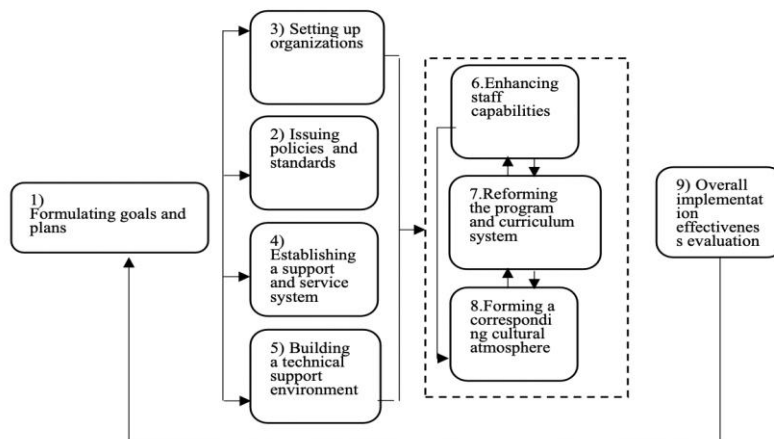 1)
Formulating goals and
plans
3) Setting up
organizations
2) Issuing
policies and
standards
4)
Establishing
a support
and service
system
5) Building
a technical
support
environment
6.Enhancing
staff
capabilities
7.Reforming
the program
and curriculum
system
8.Forming a
correspondi
ng cultural
atmosphere
9) Overall
implementat
ion
effectivenes
s evaluation